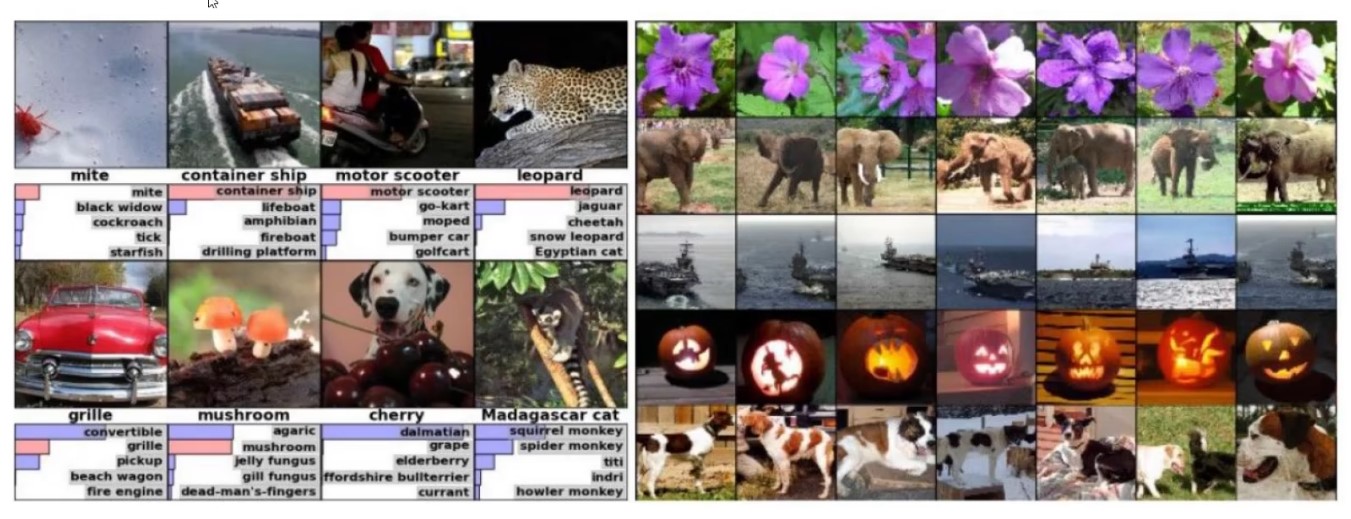 mite container ship motor scooter leopard
mite container ship motor scooter leopard
black widow lifeboat go-kart jaguar
cockroach amphibian moped cheetah
tick fireboat bumper car snow leopard
starfish drilling platform golfcart Egyptian cat
grille mushroom cherry Madagascar cat
convertible agaric dalmatian squirrel monkey
grille mushroom grape spider monkey
pickup jelly fungus elderberry titi
beach wagon gill fungus ffordshire bullterrier indri
fire engine dead-man's-fingers currant howler monkey